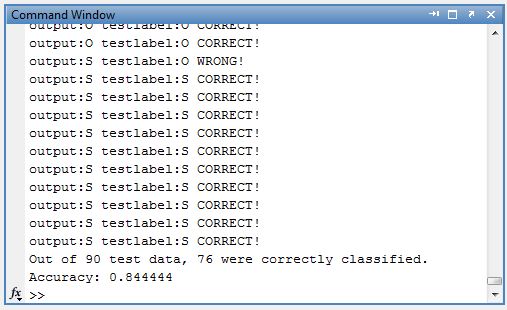 Command Window
output:O testlabel:O CORRECT!
output:O testlabel:O CORRECT!
output:S testlabel:O WRONG!
output:S testlabel:S CORRECT!
output:S testlabel:S CORRECT!
output:S testlabel:S CORRECT!
output:S testlabel:S CORRECT!
output:S testlabel:S CORRECT!
output:S testlabel:S CORRECT!
output:S testlabel:S CORRECT!
output:S testlabel:S CORRECT!
output:S testlabel:S CORRECT!
output:S testlabel:S CORRECT!
Out of 90 test data, 76 were correctly classified.
Accuracy: 0.844444
fx >>